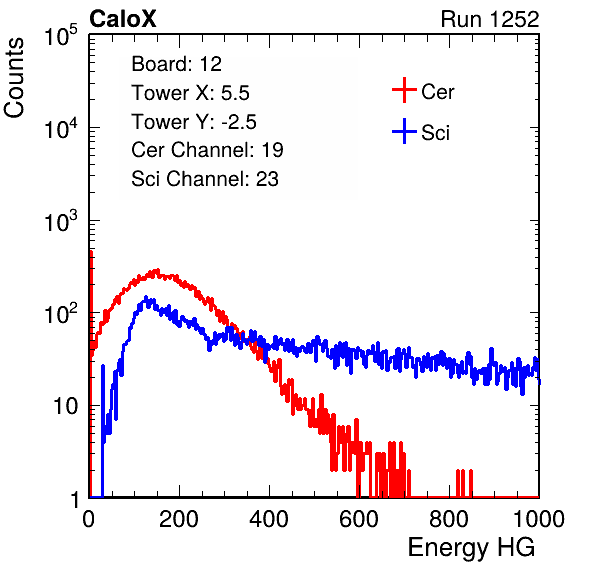 CaloX Run 1252
Counts
Board: 12
Tower X: 5.5
Tower Y: -2.5
Cer Channel: 19
Sci Channel: 23
Cer
Sci
10^5
10^4
10^3
10^2
10
1
0 200 400 600 800 1000
Energy HG